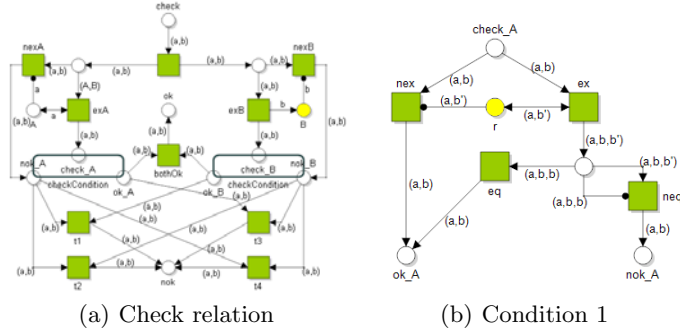 check
nexA
(a,b)
nexB
(a,b)
(a,b)
(a,b)
(a,b)
a
(A,B)
b
A
a
exA
exB
b
B
(a,b)
ok
(a,b)
(a,b)
(a,b)
(a,b)
(a,b)
(a,b)
nok_A
check_A
check_B
nok_B
checkCondition
ok_A
bothOk
ok_B
checkCondition
(a,b)
(a,b)
(a,b)
(a,b)
t1
t3
(a,b)
(a,b)
(a,b)
(a,b)
(a,b)
(a,b)
t2
nok
t4
(a) Check relation
check_A
nex
(a,b)
(a,b)
ex
(a,b')
r
(a,b')
(a,b,b')
(a,b)
eq
(a,b,b)
(a,b,b)
(a,b,b')
(a,b)
(a,b)
ok_A
nok_A
(b) Condition 1